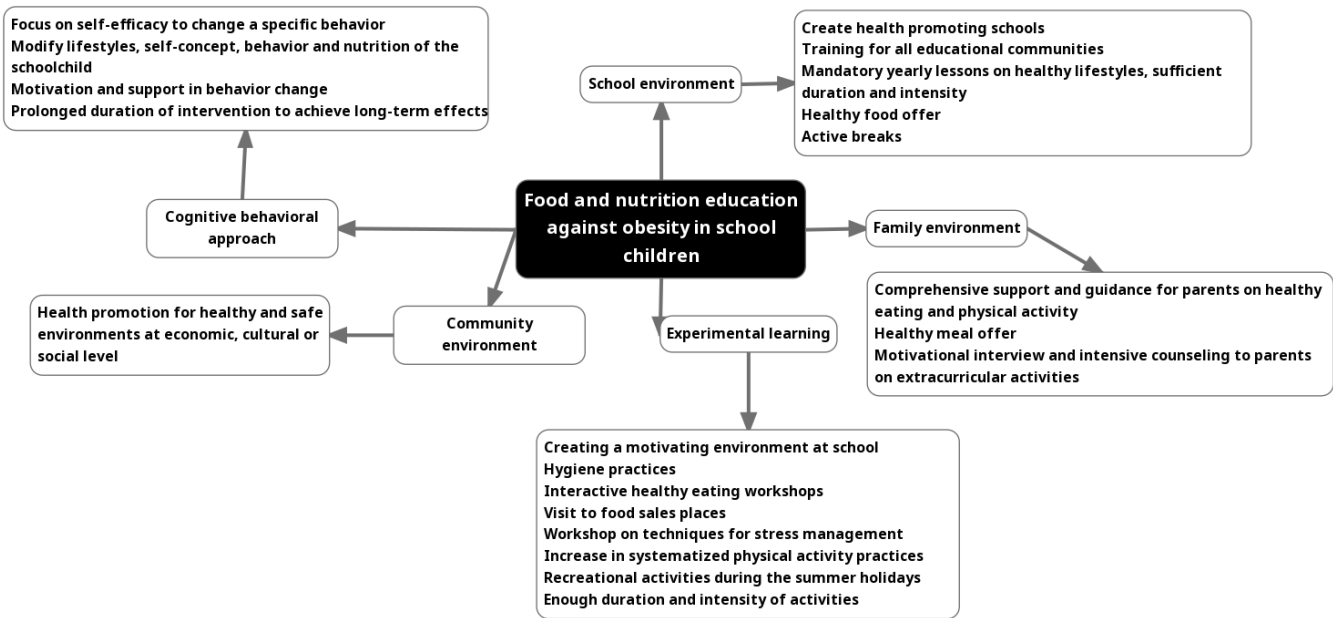 Focus on self-efficacy to change a specific behavior
Modify lifestyles, self-concept, behavior and nutrition of the
schoolchild
Motivation and support in behavior change
Prolonged duration of intervention to achieve long-term effects
School environment
Create health promoting schools
Training for all educational communities
Mandatory yearly lessons on healthy lifestyles, sufficient
duration and intensity
Healthy food offer
Active breaks
Cognitive behavioral
approach
Food and nutrition education
against obesity in school
children
Family environment
Comprehensive support and guidance for parents on healthy
eating and physical activity
Healthy meal offer
Motivational interview and intensive counseling to parents
on extracurricular activities
Health promotion for healthy and safe
environments at economic, cultural or
social level
Community
environment
Experimental learning
Creating a motivating environment at school
Hygiene practices
Interactive healthy eating workshops
Visit to food sales places
Workshop on techniques for stress management
Increase in systematized physical activity practices
Recreational activities during the summer holidays
Enough duration and intensity of activities